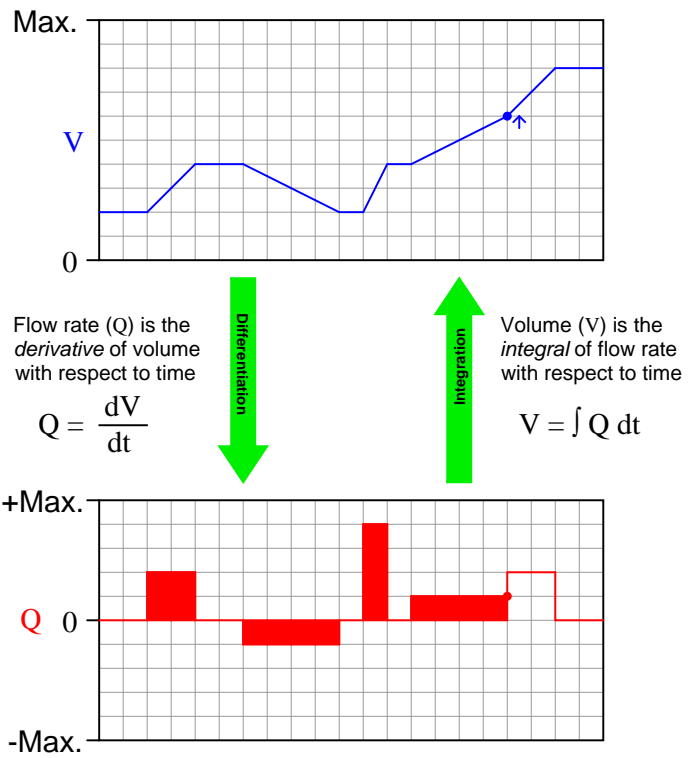 Max.
V
0
Differentiation
Integration
Flow rate (Q) is the
derivative of volume
with respect to time
Q = dV
dt
Volume (V) is the
integral of flow rate
with respect to time
V = ∫ Q dt
+Max.
Q 0
-Max.